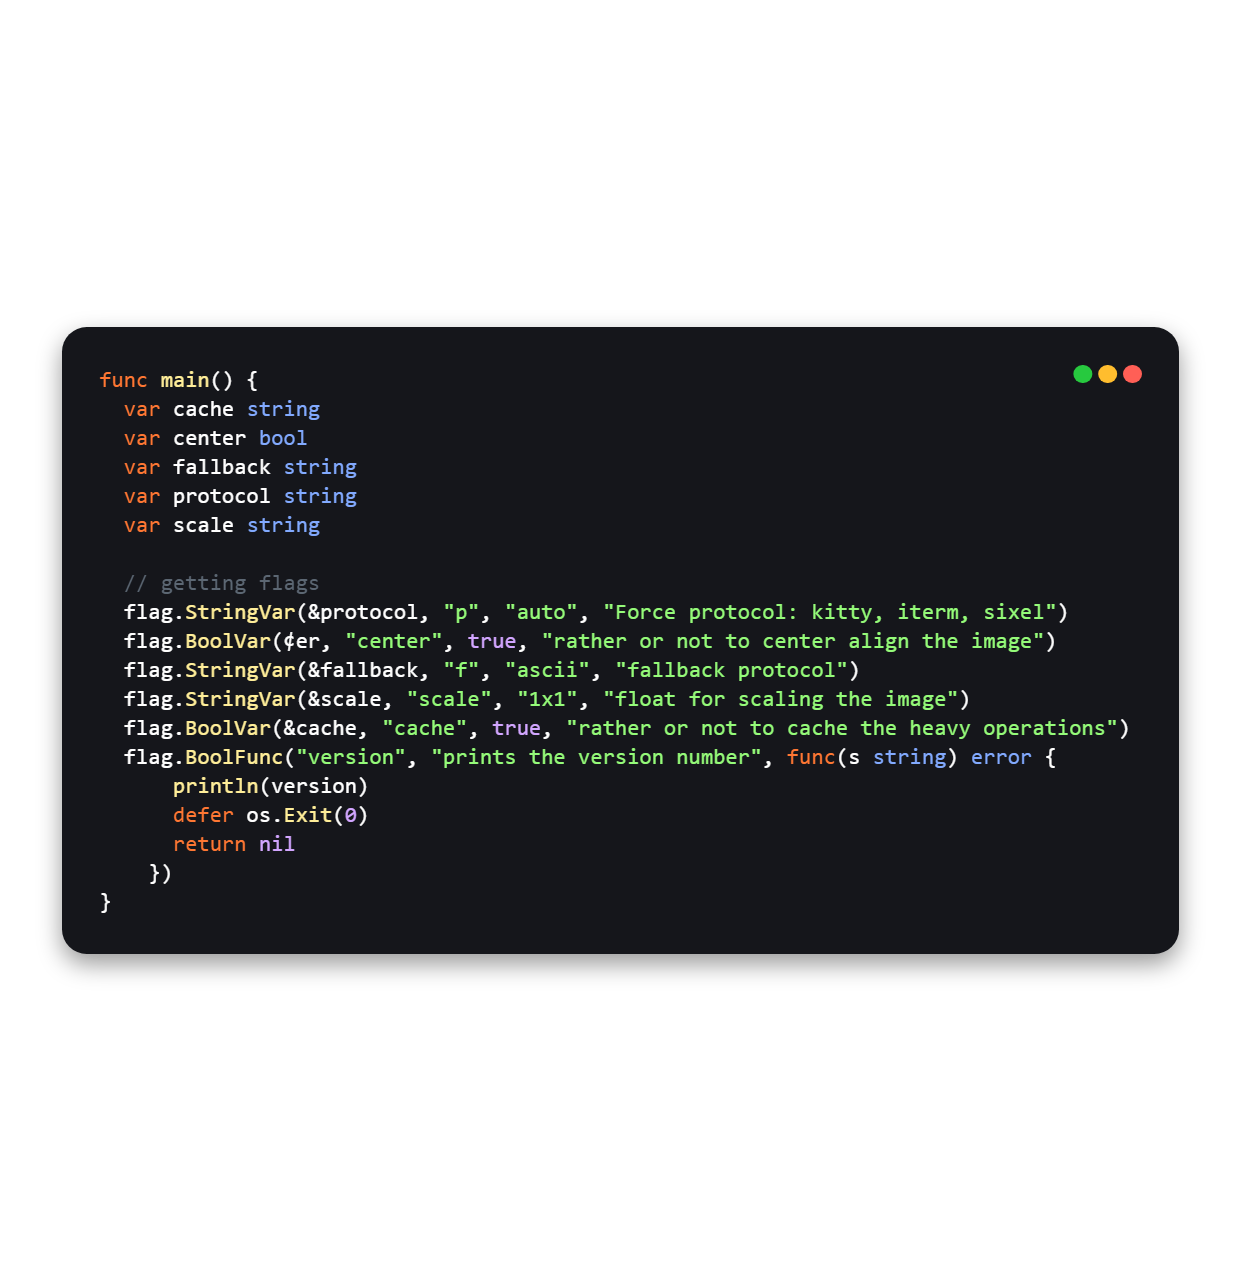 func main() {
  var cache string
  var center bool
  var fallback string
  var protocol string
  var scale string

  // getting flags
  flag.StringVar(&protocol, "p", "auto", "Force protocol: kitty, iterm, sixel")
  flag.BoolVar(¢er, "center", true, "rather or not to center align the image")
  flag.StringVar(&fallback, "f", "ascii", "fallback protocol")
  flag.StringVar(&scale, "scale", "1x1", "float for scaling the image")
  flag.BoolVar(&cache, "cache", true, "rather or not to cache the heavy operations")
  flag.BoolFunc("version", "prints the version number", func(s string) error {
      println(version)
      defer os.Exit(0)
      return nil
    })
}